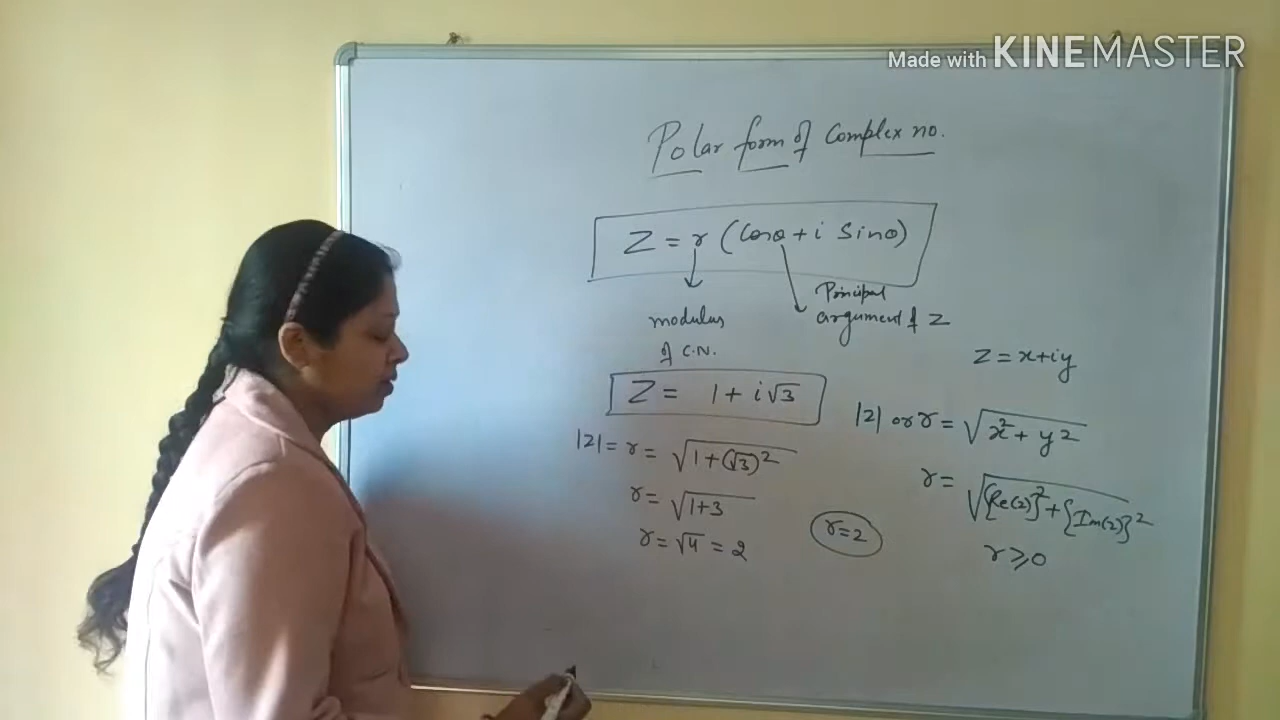 Made with KINEMASTER
Polar form of Complex no.
Z = r (Cosθ + i Sinθ)
modulus of C.N.
Principal argument of Z
Z = x+iy
Z = 1 + i√3
|z| or r = √x² + y²
|z| = r = √1+(√3)²
r = √{Re(z)}² + {Im(z)}²
r = √1+3
r = √4 = 2
r=2
r ≥ 0